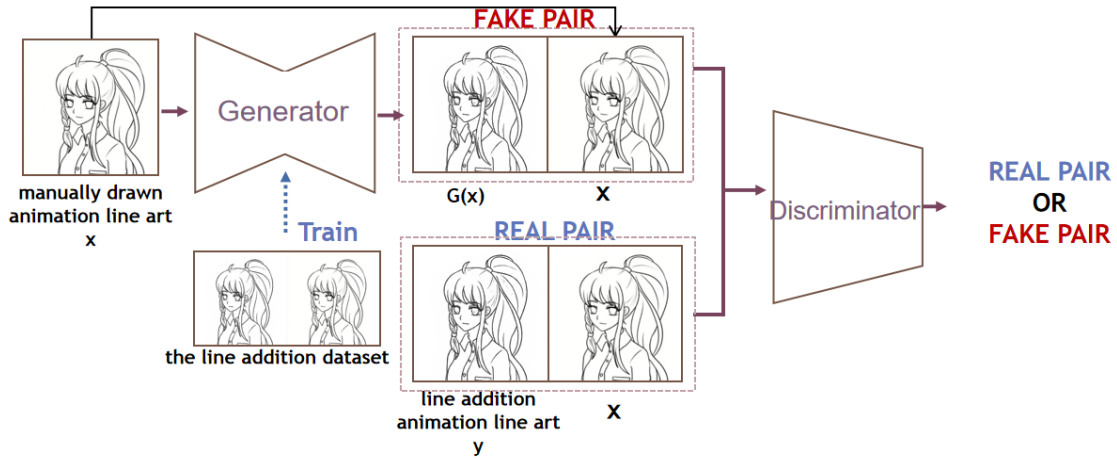 FAKE PAIR
Generator
manually drawn
animation line art
x
G(x)
X
Train
the line addition dataset
REAL PAIR
line addition
animation line art
y
X
Discriminator
REAL PAIR
OR
FAKE PAIR